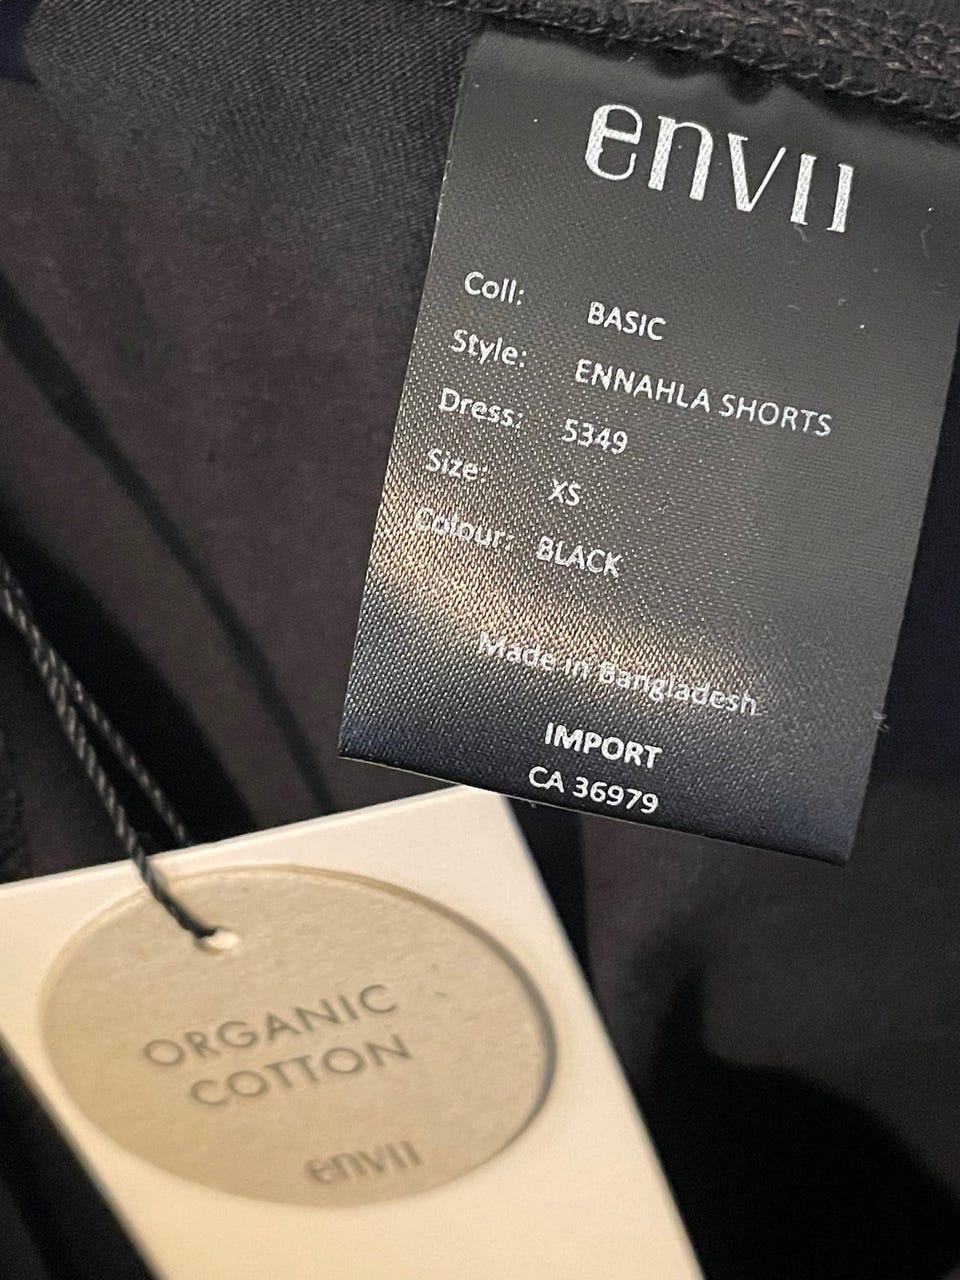 envii
Coll: BASIC
Style: ENNAHLA SHORTS
Dress: 5349
Size: XS
Colour: BLACK
Made in Bangladesh
IMPORT
CA 36979
ORGANIC
COTTON
envii